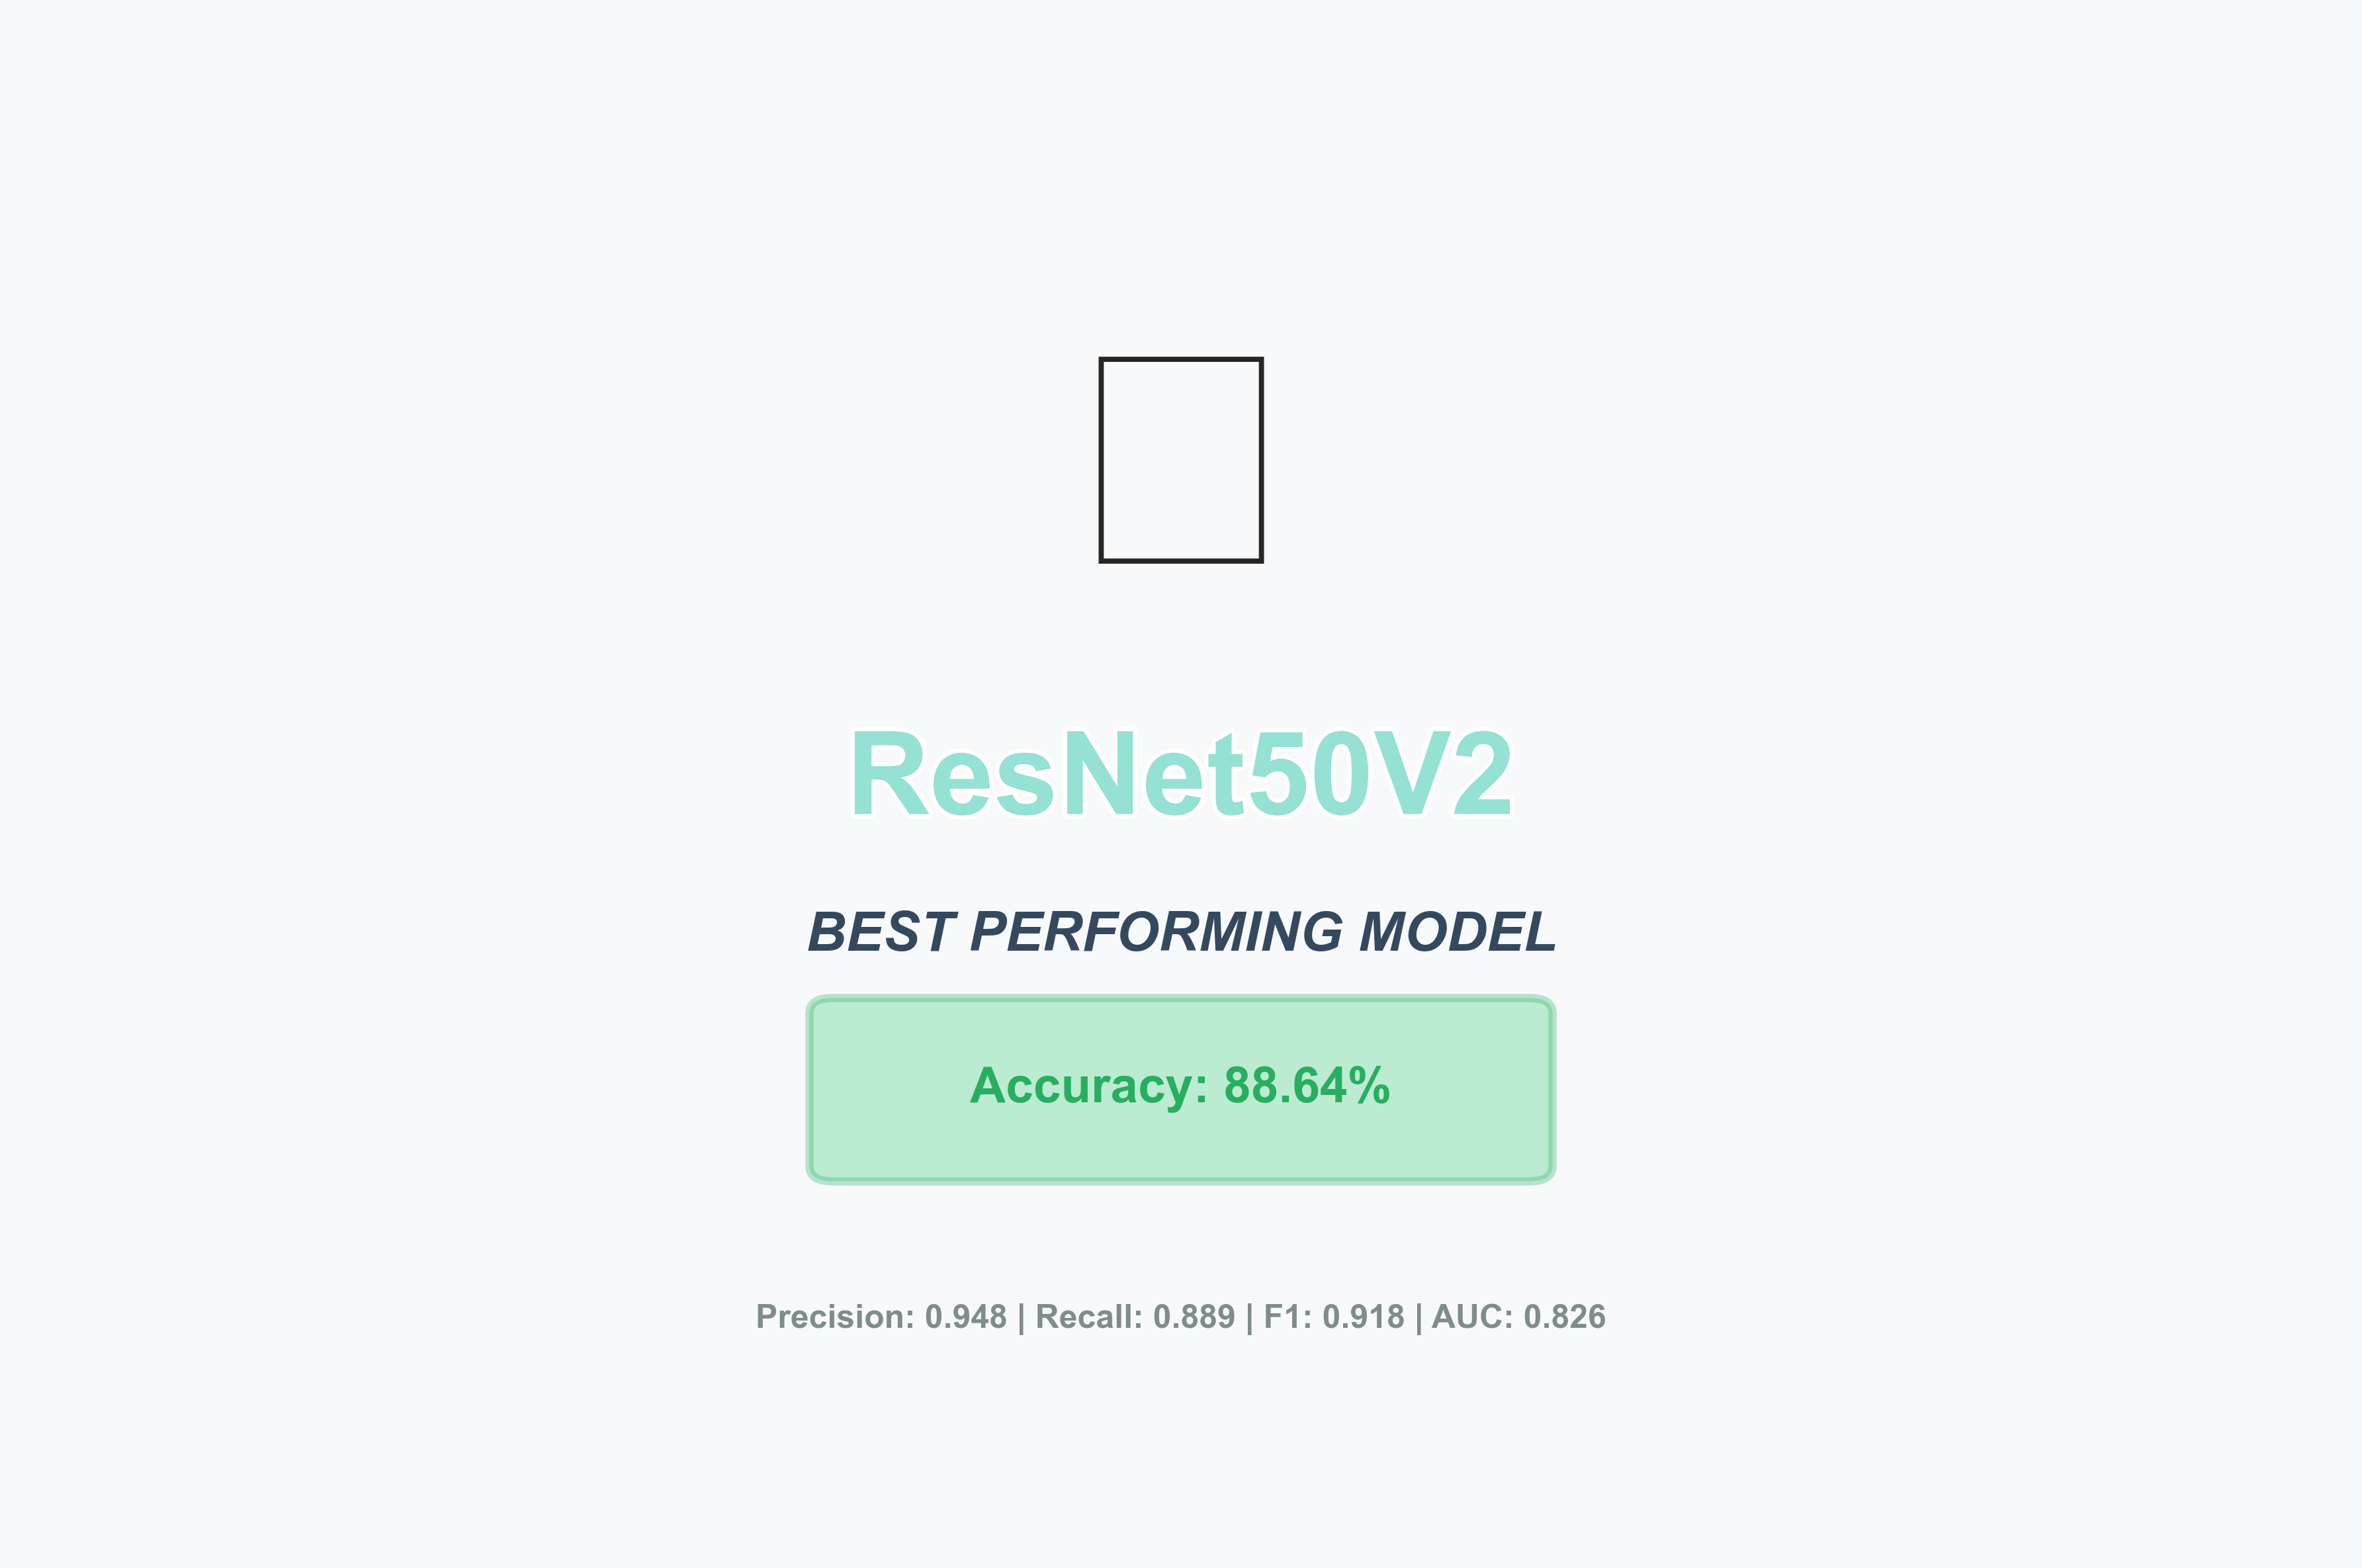 ResNet50V2
BEST PERFORMING MODEL
Accuracy: 88.64%
Precision: 0.948 | Recall: 0.889 | F1: 0.918 | AUC: 0.826